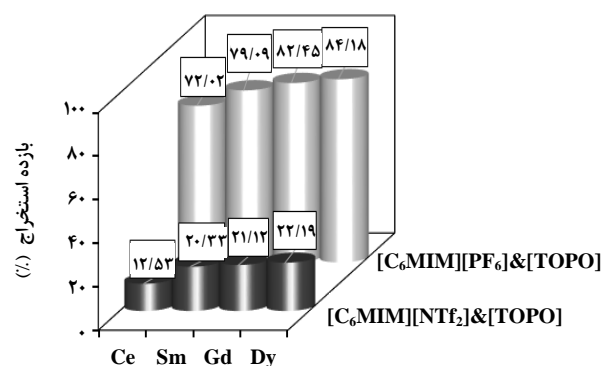 ۷۲/۰۲ ۷۹/۰۹ ۸۲/۴۵ ۸۴/۱۸
۱۲/۵۳ ۲۰/۳۳ ۲۱/۱۲ ۲۲/۱۹
بازده استخراج (٪)
۱۰۰
۸۰
۶۰
۴۰
۲۰
۰
[C₆MIM][PF₆]&[TOPO]
[C₆MIM][NTf₂]&[TOPO]
Ce Sm Gd Dy